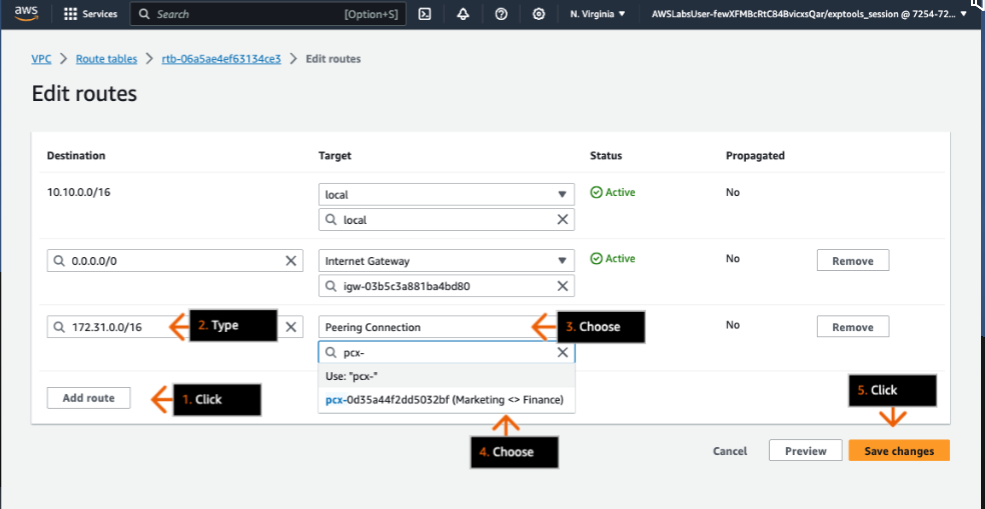 aws Services Search [Option+S] N. Virginia AWSLabsUser-fewXFMBcRtC84BvicxsQar/exptools_session @ 7254-72...
VPC > Route tables > rtb-06a5ae4ef63134ce3 > Edit routes
Edit routes
Destination Target Status Propagated
10.10.0.0/16 local Active No
local
0.0.0.0/0 Internet Gateway Active No Remove
igw-03b5c3a881ba4bd80
172.31.0.0/16 2. Type Peering Connection 3. Choose No Remove
pcx-
Use: "pcx-"
pcx-0d35a44f2dd5032bf (Marketing <> Finance)
Add route 1. Click 5. Click
4. Choose
Cancel Preview Save changes